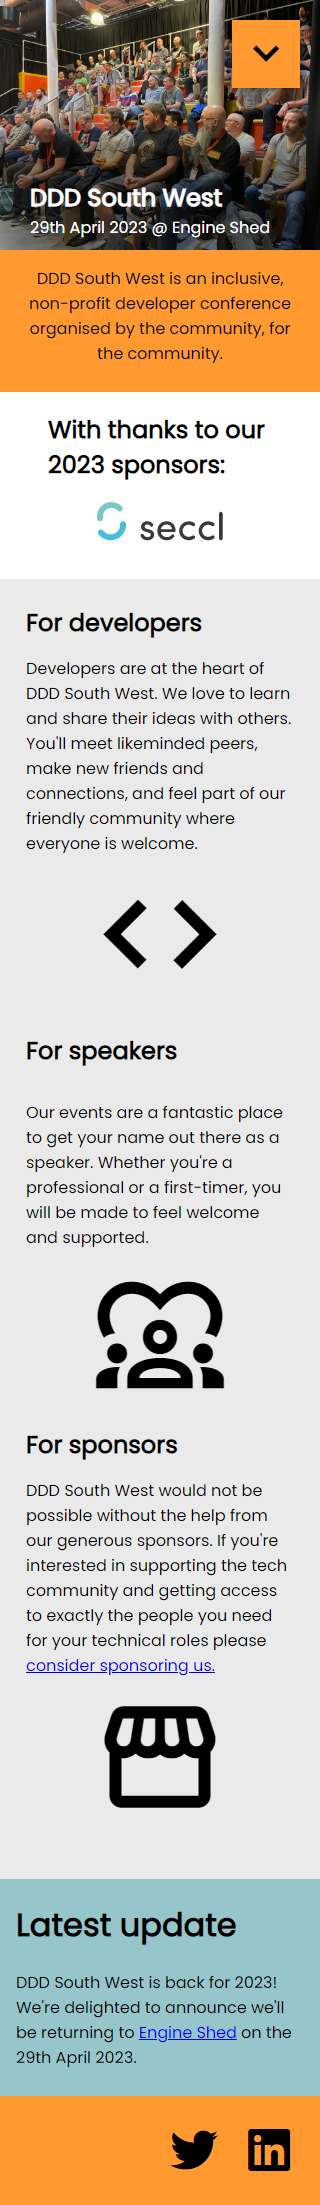 DDD South West
29th April 2023 @ Engine Shed
DDD South West is an inclusive,
non-profit developer conference
organised by the community, for
the community.
With thanks to our
2023 sponsors:
seccl
For developers
Developers are at the heart of
DDD South West. We love to learn
and share their ideas with others.
You'll meet likeminded peers,
make new friends and
connections, and feel part of our
friendly community where
everyone is welcome.
For speakers
Our events are a fantastic place
to get your name out there as a
speaker. Whether you're a
professional or a first-timer, you
will be made to feel welcome
and supported.
For sponsors
DDD South West would not be
possible without the help from
our generous sponsors. If you're
interested in supporting the tech
community and getting access
to exactly the people you need
for your technical roles please
consider sponsoring us.
Latest update
DDD South West is back for 2023!
We're delighted to announce we'll
be returning to Engine Shed on the
29th April 2023.
in